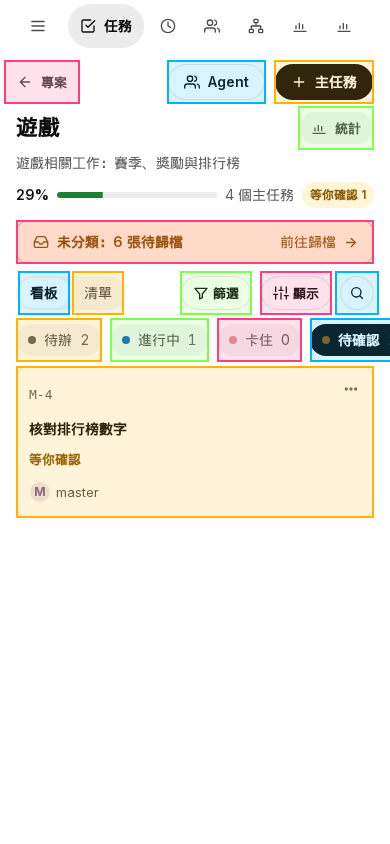 任務
專案
Agent
主任務
遊戲
統計
遊戲相關工作: 賽季、獎勵與排行榜
29%
4 個主任務
等你確認 1
未分類: 6 張待歸檔
前往歸檔
看板
清單
篩選
顯示
待辦 2
進行中 1
卡住 0
待確認
M-4
核對排行榜數字
等你確認
M master